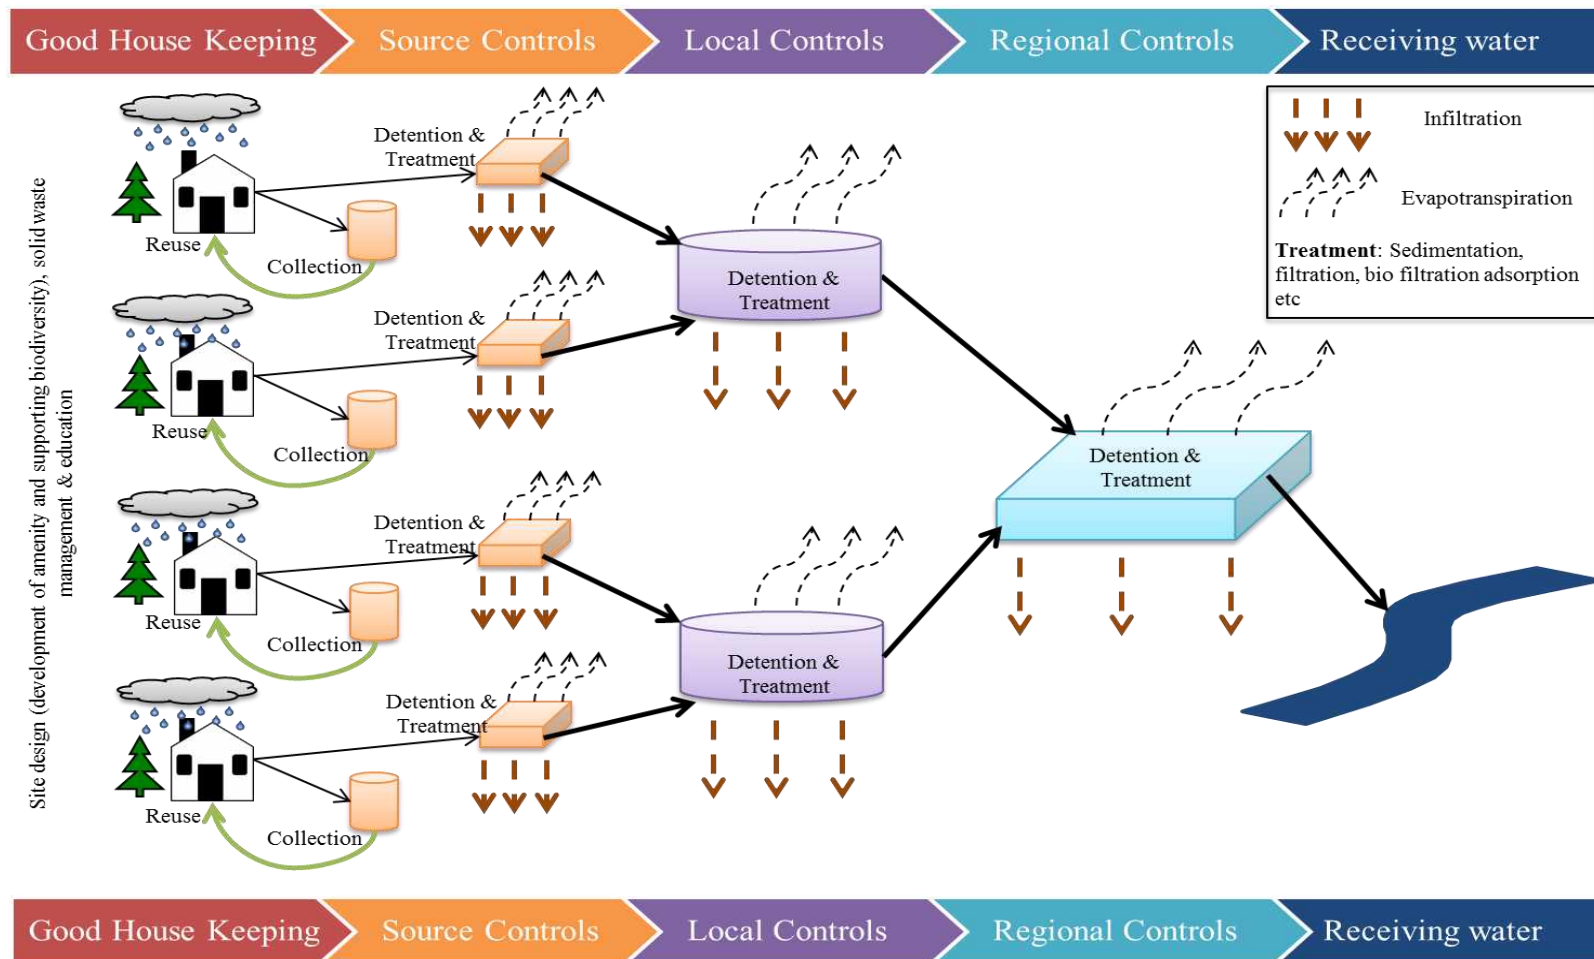 Good House Keeping
Source Controls
Local Controls
Regional Controls
Receiving water
Site design (development of amenity and supporting biodiversity), solid waste
management & education
Detention &
Treatment
Reuse
Collection
Detention &
Treatment
Reuse
Collection
Detention &
Treatment
Reuse
Collection
Detention &
Treatment
Reuse
Collection
Detention &
Treatment
Detention &
Treatment
Detention &
Treatment
Infiltration
Evapotranspiration
Treatment: Sedimentation,
filtration, bio filtration adsorption
etc
Good House Keeping
Source Controls
Local Controls
Regional Controls
Receiving water